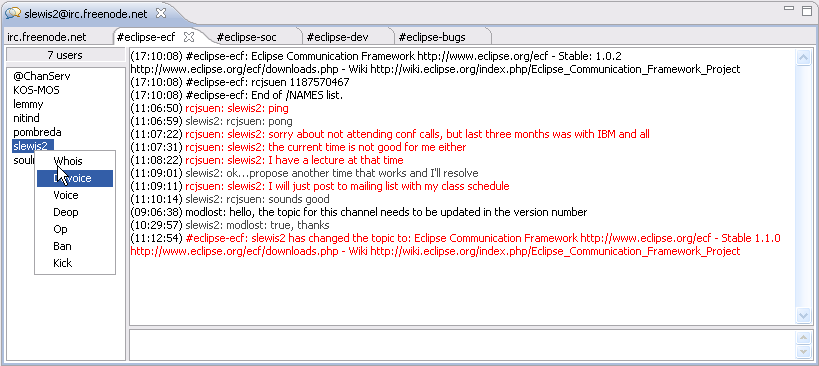 slewis2@irc.freenode.net
irc.freenode.net
#eclipse-ecf
#eclipse-soc
#eclipse-dev
#eclipse-bugs
7 users
@ChanServ
KOS-MOS
lemmy
nitind
pombreda
slewis2
Whois
Voice
Deop
Op
Ban
Kick
(17:10:08) #eclipse-ecf: Eclipse Communication Framework http://www.eclipse.org/ecf - Stable: 1.0.2
http://www.eclipse.org/ecf/downloads.php - Wiki http://wiki.eclipse.org/index.php/Eclipse_Communication_Framework_Project
(17:10:08) #eclipse-ecf: rcjsuen 1187570467
(17:10:08) #eclipse-ecf: End of /NAMES list.
(11:06:50) rcjsuen: slewis2: ping
(11:06:59) slewis2: rcjsuen: pong
(11:07:22) rcjsuen: slewis2: sorry about not attending conf calls, but last three months was with IBM and all
(11:07:31) rcjsuen: slewis2: the current time is not good for me either
(11:08:22) rcjsuen: slewis2: I have a lecture at that time
(11:09:01) slewis2: ok...propose another time that works and I'll resolve
(11:09:11) rcjsuen: slewis2: I will just post to mailing list with my class schedule
(11:10:14) slewis2: rcjsuen: sounds good
(09:06:38) modlost: hello, the topic for this channel needs to be updated in the version number
(10:29:57) slewis2: modlost: true, thanks
(11:12:54) #eclipse-ecf: slewis2 has changed the topic to: Eclipse Communication Framework http://www.eclipse.org/ecf - Stable 1.1.0
http://www.eclipse.org/ecf/downloads.php - Wiki http://wiki.eclipse.org/index.php/Eclipse_Communication_Framework_Project